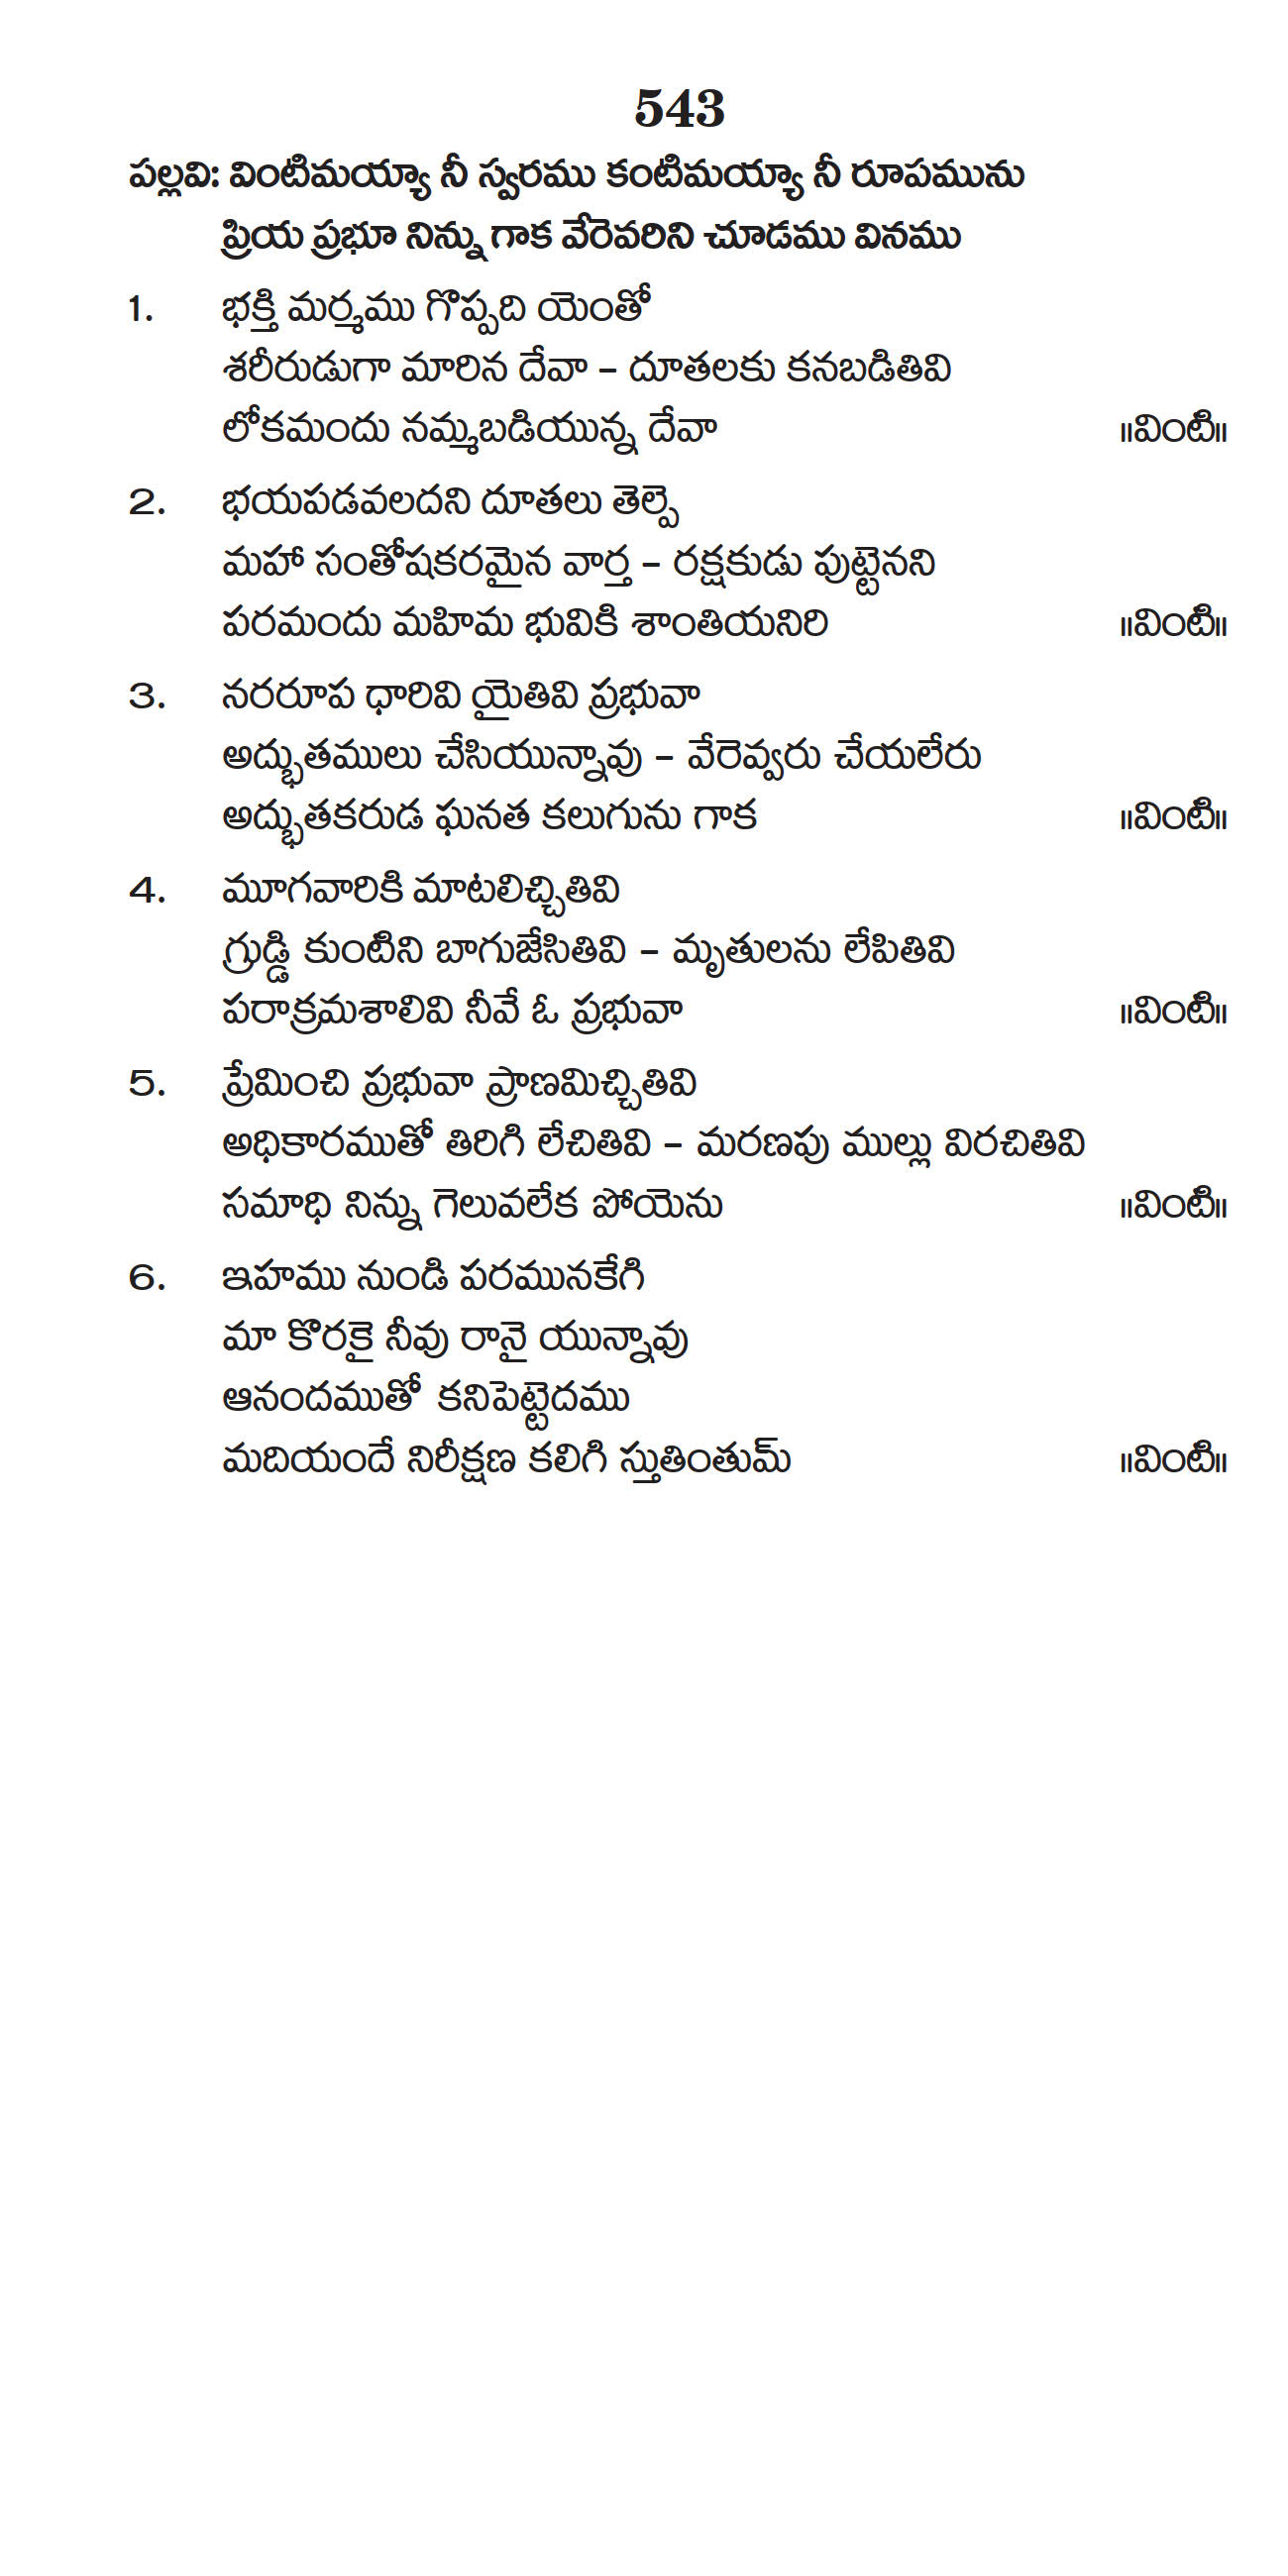 543
పల్లవి: వింటిమయ్యా నీ స్వరము కంటిమయ్యా నీ రూపమును
ప్రియ ప్రభూ నిన్ను గాక వేరెవరిని చూడము వినము
1. భక్తి మర్మము గొప్పది యెంతో
శరీరుడుగా మారిన దేవా – దూతలకు కనబడితివి
లోకమందు నమ్మబడియున్న దేవా ॥వింటి॥
2. భయపడవలదని దూతలు తెల్పె
మహా సంతోషకరమైన వార్త – రక్షకుడు పుట్టెనని
పరమందు మహిమ భువికి శాంతియనిరి ॥వింటి॥
3. నరరూప ధారివి యైతివి ప్రభువా
అద్భుతములు చేసియున్నావు – వేరెవ్వరు చేయలేరు
అద్భుతకరుడ ఘనత కలుగును గాక ॥వింటి॥
4. మూగవారికి మాటలిచ్చితివి
గ్రుడ్డి కుంటిని బాగుజేసితివి – మృతులను లేపితివి
పరాక్రమశాలివి నీవే ఓ ప్రభువా ॥వింటి॥
5. ప్రేమించి ప్రభువా ప్రాణమిచ్చితివి
అధికారముతో తిరిగి లేచితివి – మరణపు ముల్లు విరచితివి
సమాధి నిన్ను గెలువలేక పోయెను ॥వింటి॥
6. ఇహము నుండి పరమునకేగి
మా కొరకై నీవు రానై యున్నావు
ఆనందముతో కనిపెట్టెదము
మదియందే నిరీక్షణ కలిగి స్తుతింతుమ్ ॥వింటి॥